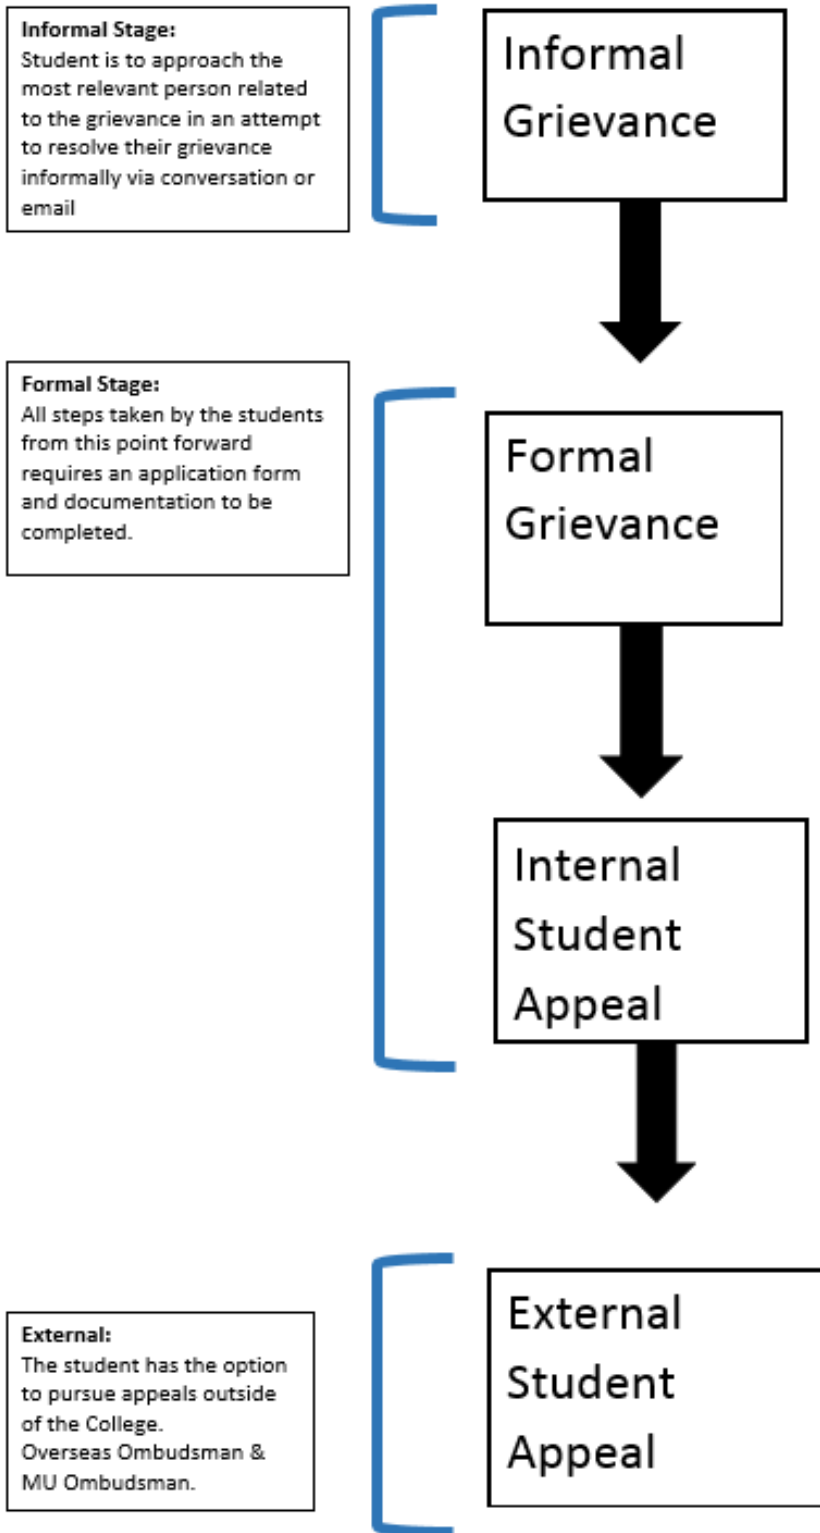 Informal Stage:
Student is to approach the
most relevant person related
to the grievance in an attempt
to resolve their grievance
informally via conversation or
email
Informal
Grievance
Formal Stage:
All steps taken by the students
from this point forward
requires an application form
and documentation to be
completed.
Formal
Grievance
Internal
Student
Appeal
External:
The student has the option
to pursue appeals outside
of the College.
Overseas Ombudsman &
MU Ombudsman.
External
Student
Appeal